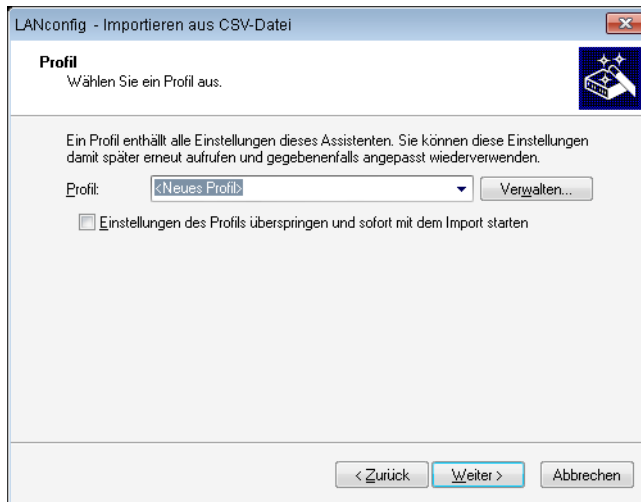 LANconfig - Importieren aus CSV-Datei
Profil
Wählen Sie ein Profil aus.
Ein Profil enthällt alle Einstellungen dieses Assistenten. Sie können diese Einstellungen
damit später erneut aufrufen und gegebenenfalls angepasst wiederverwenden.
Profil: <Neues Profil> Verwalten...
Einstellungen des Profils überspringen und sofort mit dem Import starten
< Zurück Weiter > Abbrechen